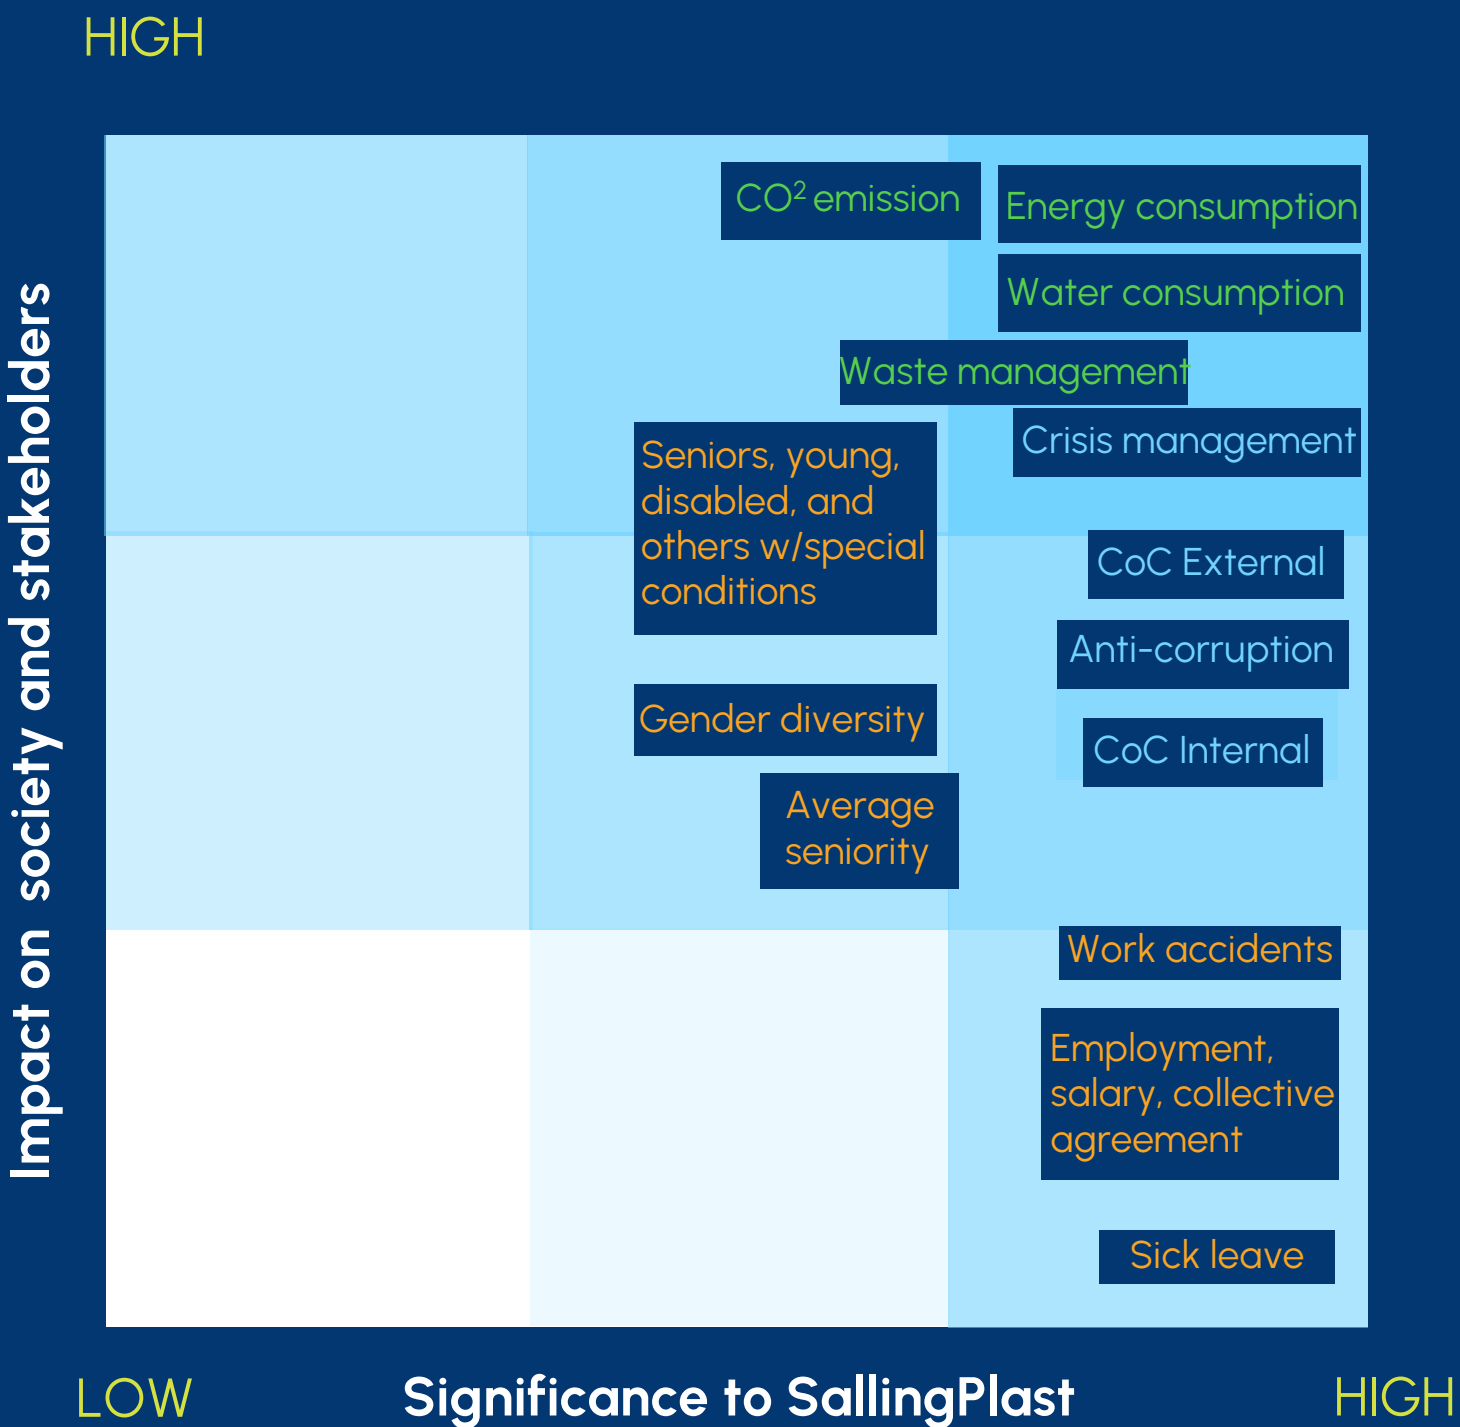 HIGH
Impact on society and stakeholders
CO² emission
Energy consumption
Water consumption
Waste management
Crisis management
Seniors, young,
disabled, and
others w/special
conditions
CoC External
Anti-corruption
Gender diversity
CoC Internal
Average
seniority
Work accidents
Employment,
salary, collective
agreement
Sick leave
LOW
Significance to SallingPlast
HIGH